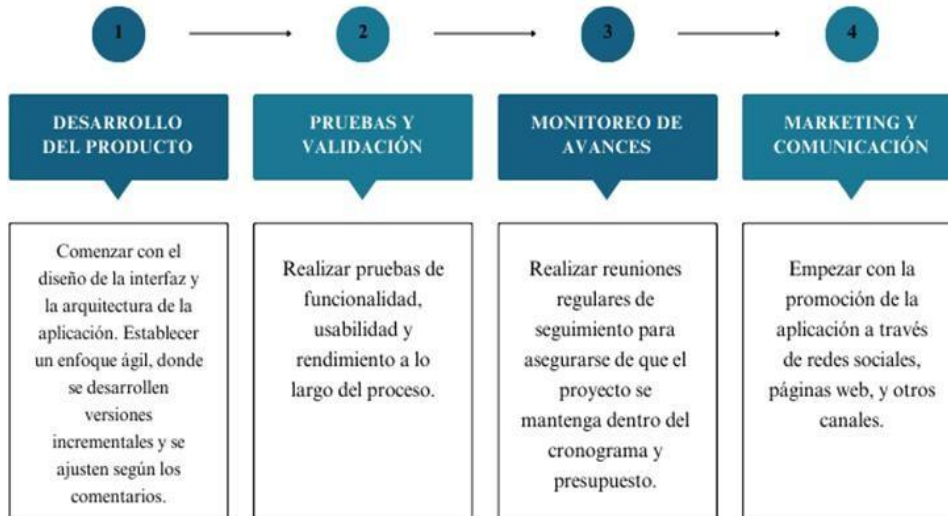 1
2
3
4
DESARROLLO
DEL PRODUCTO
PRUEBAS Y
VALIDACIÓN
MONITOREO DE
AVANCES
MARKETING Y
COMUNICACIÓN
Comenzar con el
diseño de la interfaz y
la arquitectura de la
aplicación. Establecer
un enfoque ágil, donde
se desarrollen
versiones
incrementales y se
ajusten según los
comentarios.
Realizar pruebas de
funcionalidad,
usabilidad y
rendimiento a lo
largo del proceso.
Realizar reuniones
regulares de
seguimiento para
asegurarse de que el
proyecto se
mantenga dentro del
cronograma y
presupuesto.
Empezar con la
promoción de la
aplicación a través
de redes sociales,
páginas web, y otros
canales.